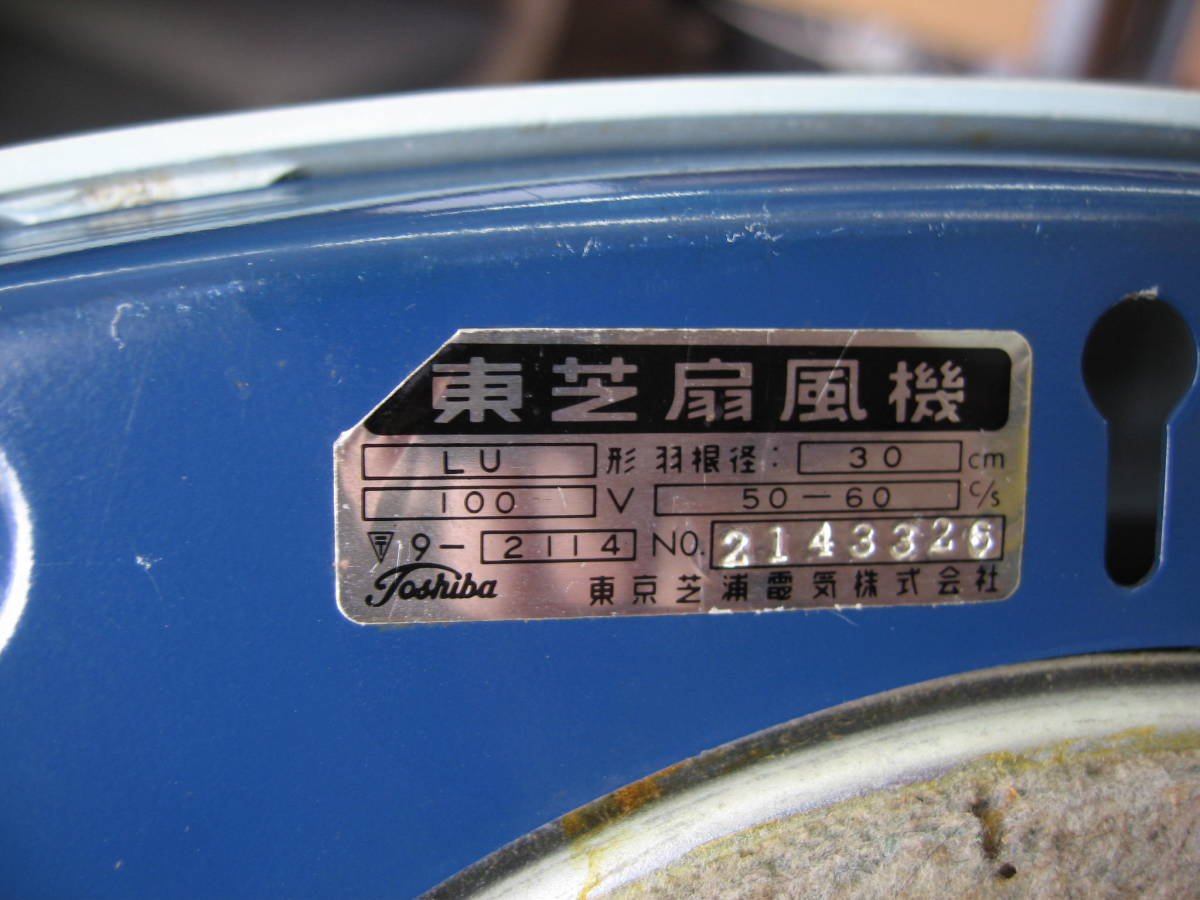 東芝扇風機
LU 形 羽根径: 30 cm
100 V 50-60 c/s
〒 9- 2114 NO. 2143326
Toshiba 東京芝浦電気株式会社